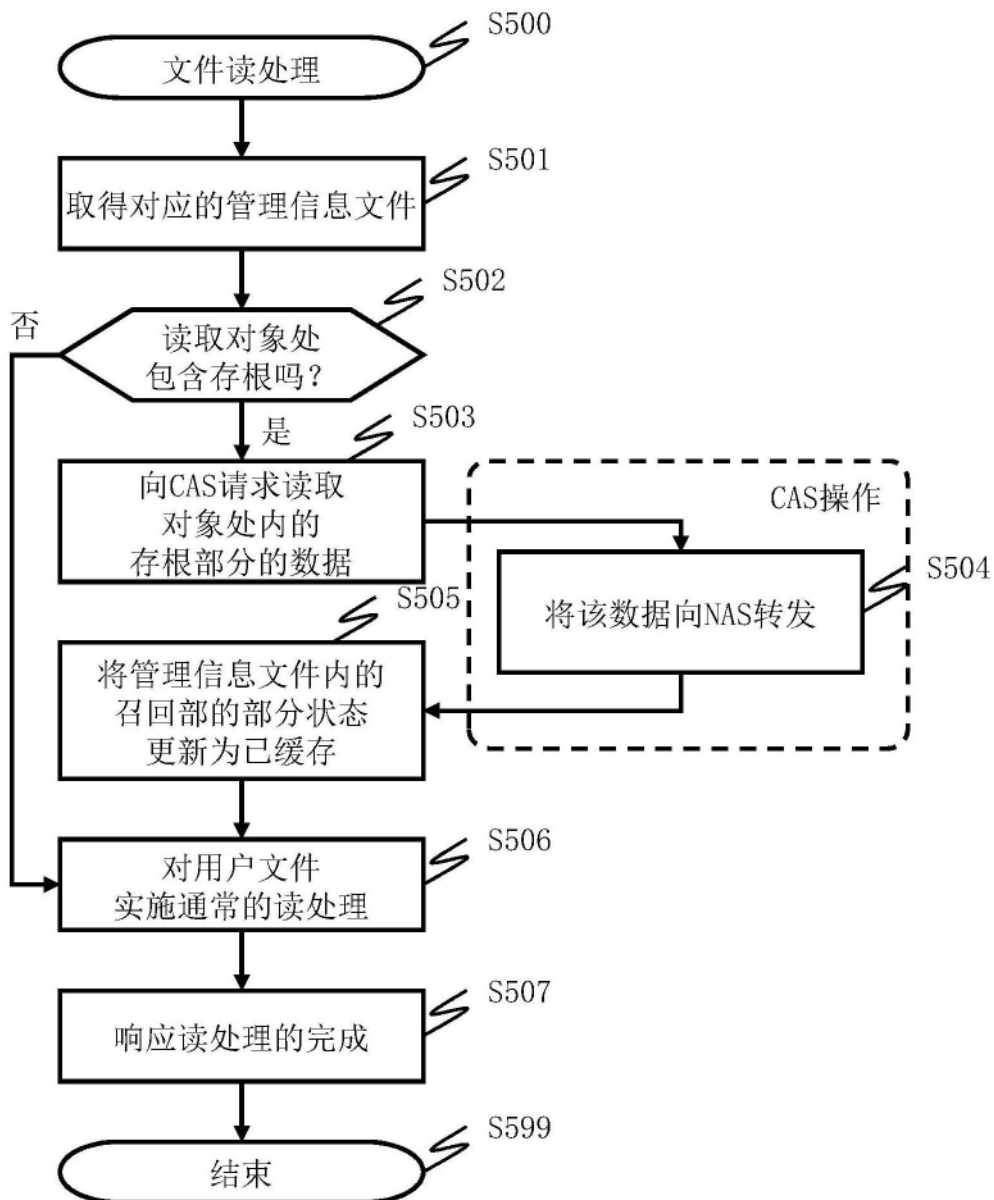 S500
文件读处理
S501
取得对应的管理信息文件
S502
否
读取对象处
包含存根吗？
是
S503
向CAS请求读取
对象处内的
存根部分的数据
CAS操作
S504
将该数据向NAS转发
S505
将管理信息文件内的
召回部的部分状态
更新为已缓存
S506
对用户文件
实施通常的读处理
S507
响应读处理的完成
S599
结束